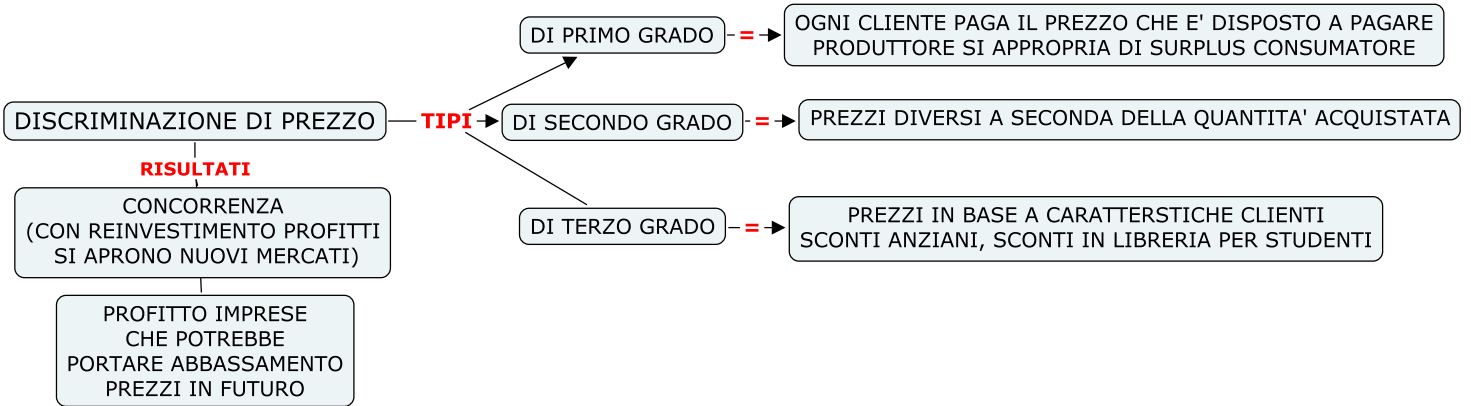 DISCRIMINAZIONE DI PREZZO
TIPI
DI PRIMO GRADO
=
OGNI CLIENTE PAGA IL PREZZO CHE E' DISPOSTO A PAGARE
PRODUTTORE SI APPROPRIA DI SURPLUS CONSUMATORE
DI SECONDO GRADO
=
PREZZI DIVERSI A SECONDA DELLA QUANTITA' ACQUISTATA
DI TERZO GRADO
=
PREZZI IN BASE A CARATTERSTICHE CLIENTI
SCONTI ANZIANI, SCONTI IN LIBRERIA PER STUDENTI
RISULTATI
CONCORRENZA
(CON REINVESTIMENTO PROFITTI
SI APRONO NUOVI MERCATI)
PROFITTO IMPRESE
CHE POTREBBE
PORTARE ABBASSAMENTO
PREZZI IN FUTURO